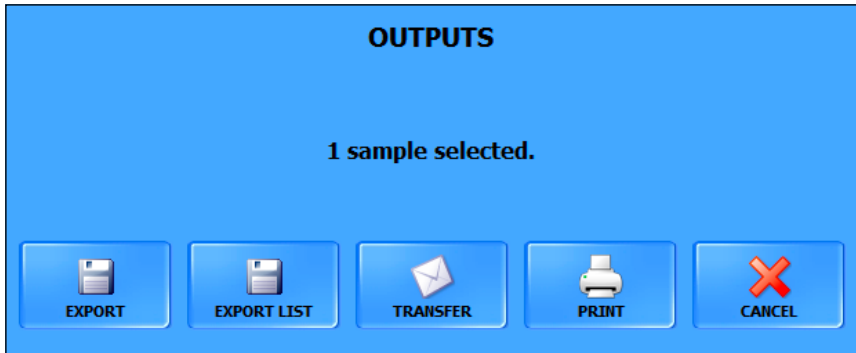 OUTPUTS
1 sample selected.
EXPORT
EXPORT LIST
TRANSFER
PRINT
CANCEL